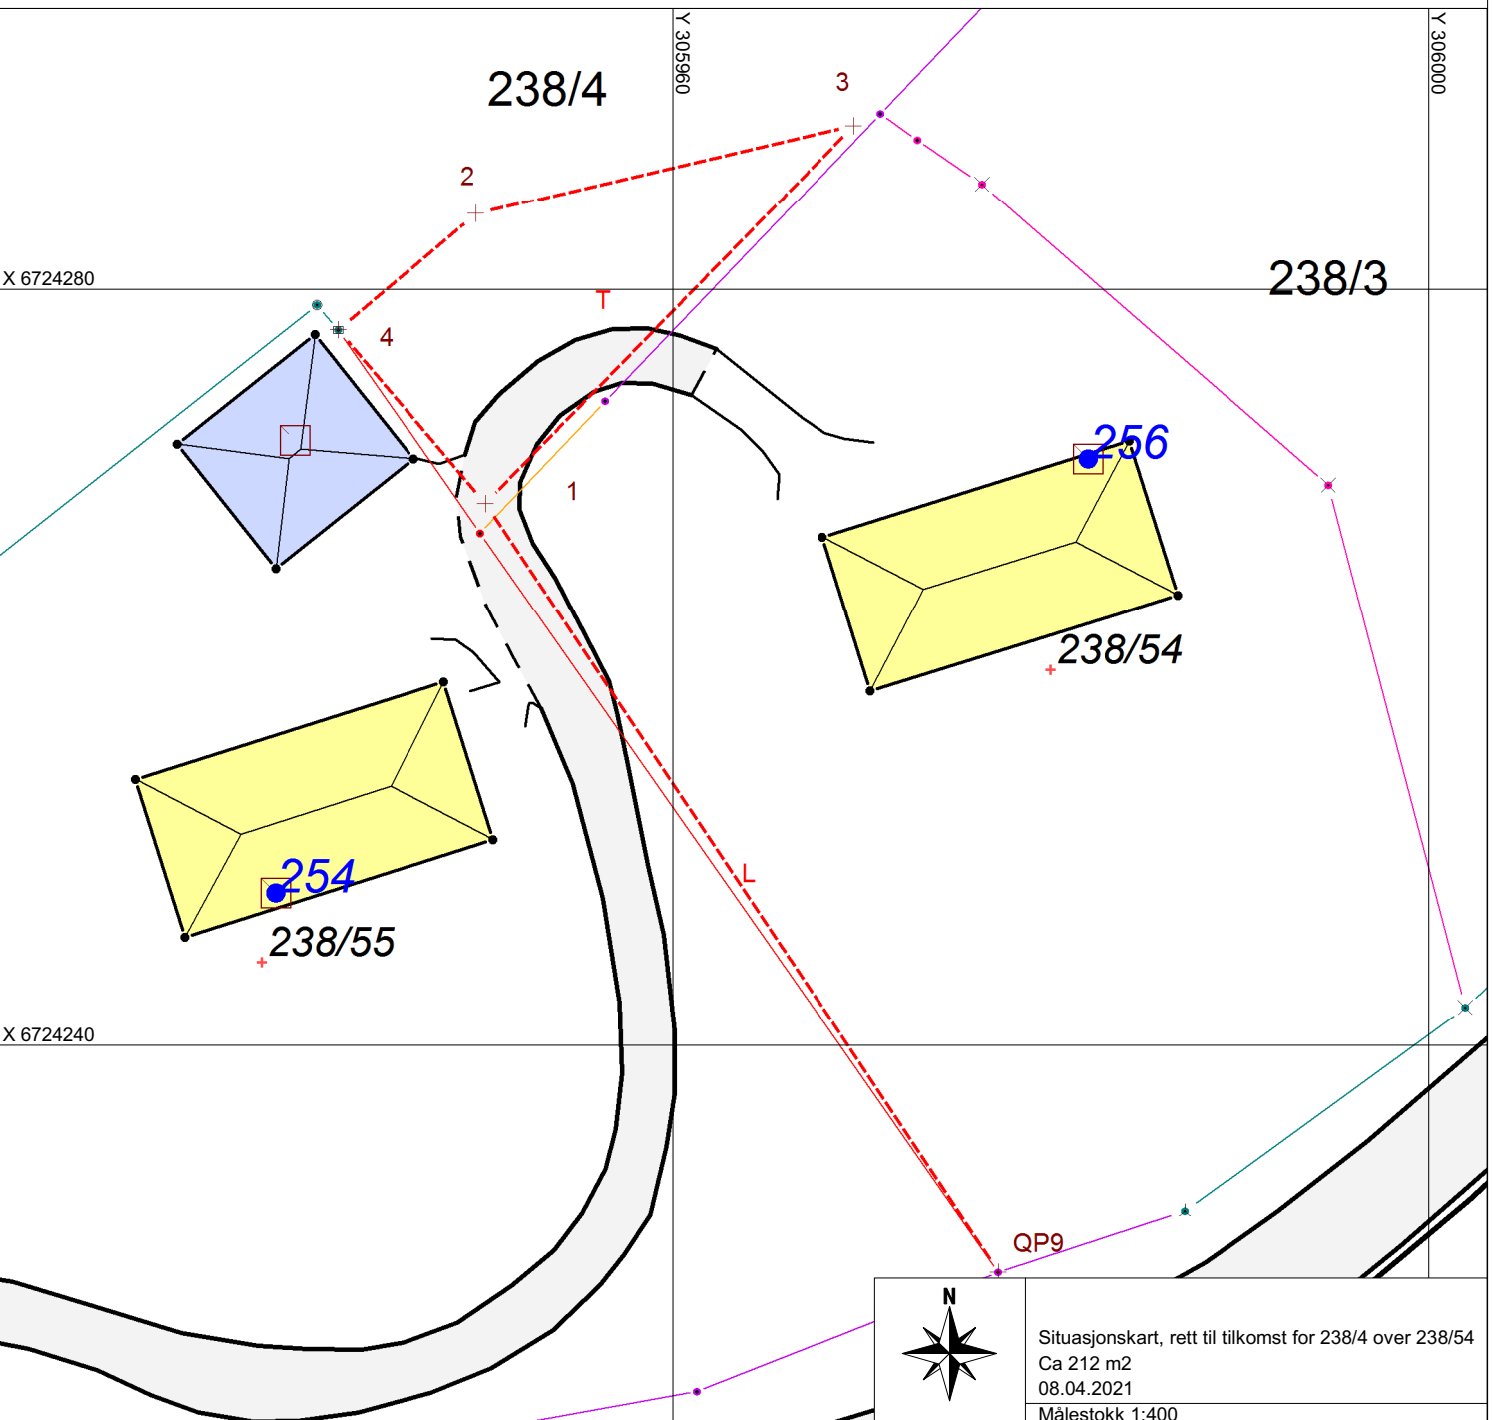 Y 305960
Y 306000
238/4
3
2
X 6724280
238/3
T
4
256
1
238/54
254
L
238/55
X 6724240
QP9
N
Situasjonskart, rett til tilkomst for 238/4 over 238/54
Ca 212 m2
08.04.2021
Målestokk 1:400